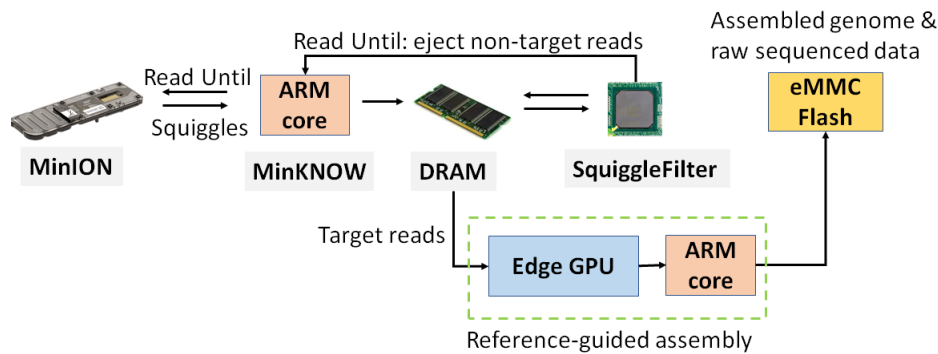 Assembled genome &
raw sequenced data
Read Until: eject non-target reads
Read Until
Squiggles
ARM
core
eMMC
Flash
MinION
MinKNOW
DRAM
SquiggleFilter
Target reads
Edge GPU
ARM
core
Reference-guided assembly